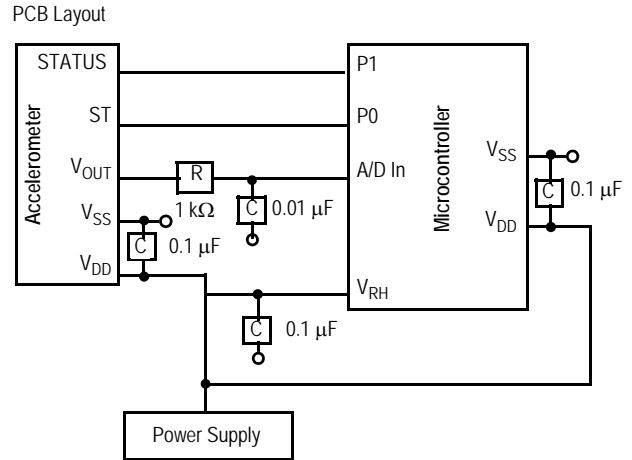 PCB Layout
STATUS
ST
VOUT
VSS
VDD
Accelerometer
R
1 kΩ
C 0.01 µF
C 0.1 µF
P1
P0
A/D In
VRH
Microcontroller
VSS
VDD
C 0.1 µF
C 0.1 µF
Power Supply